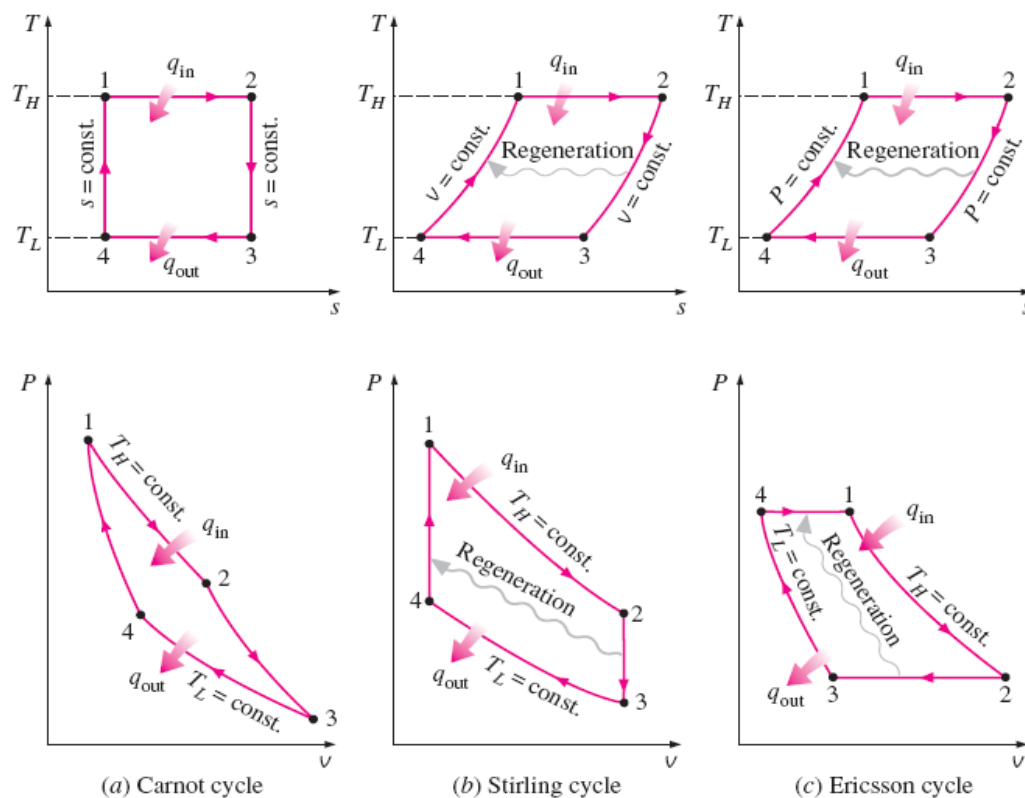 T
1
q_in
2
T_H
s = const.
s = const.
T_L
4
q_out
3
s
T
1
q_in
2
T_H
v = const.
Regeneration
v = const.
T_L
4
q_out
3
s
T
1
q_in
2
T_H
P = const.
Regeneration
P = const.
T_L
4
q_out
3
s
P
1
T_H = const.
q_in
2
4
q_out
T_L = const.
3
v
(a) Carnot cycle
P
1
q_in
T_H = const.
Regeneration
4
2
q_out
T_L = const.
3
v
(b) Stirling cycle
P
4
1
q_in
T_L = const.
Regeneration
T_H = const.
q_out
3
2
v
(c) Ericsson cycle